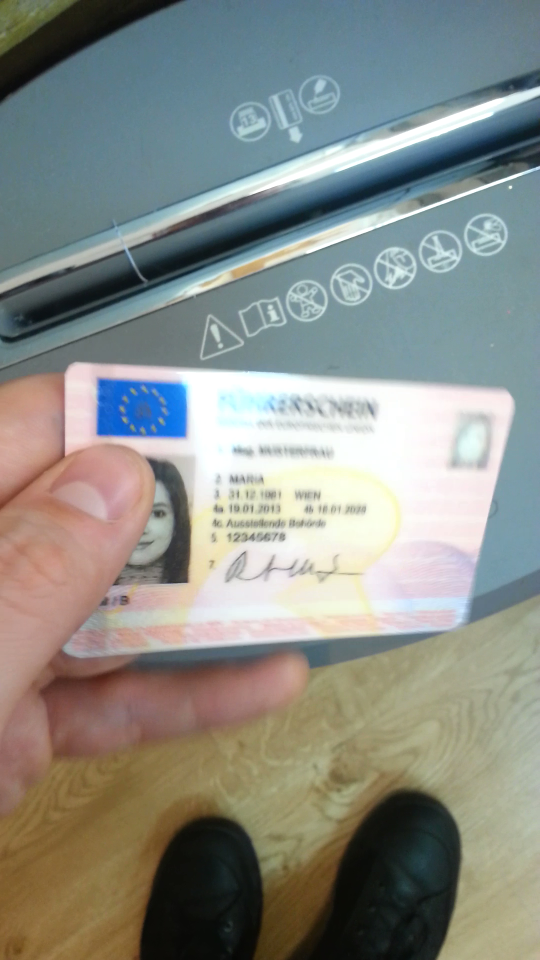 FÜHRERSCHEIN
1. Mag. MUSTERFRAU
2. MARIA
3. 31.12.1981 WIEN
4a 19.01.2013 4b 18.01.2028
4c. Ausstellende Behörde
5. 12345678
7.
/ B